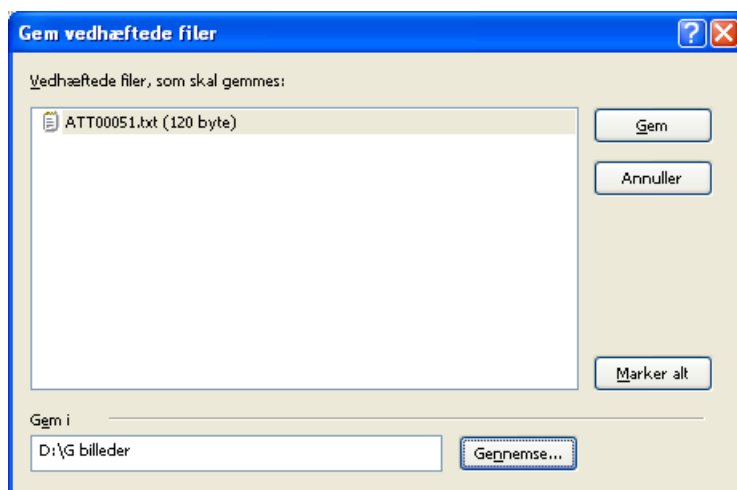 Gem vedhæftede filer
Vedhæftede filer, som skal gemmes:
ATT00051.txt (120 byte)
Gem
Annuller
Marker alt
Gem i
D:\G billeder
Gennemse...